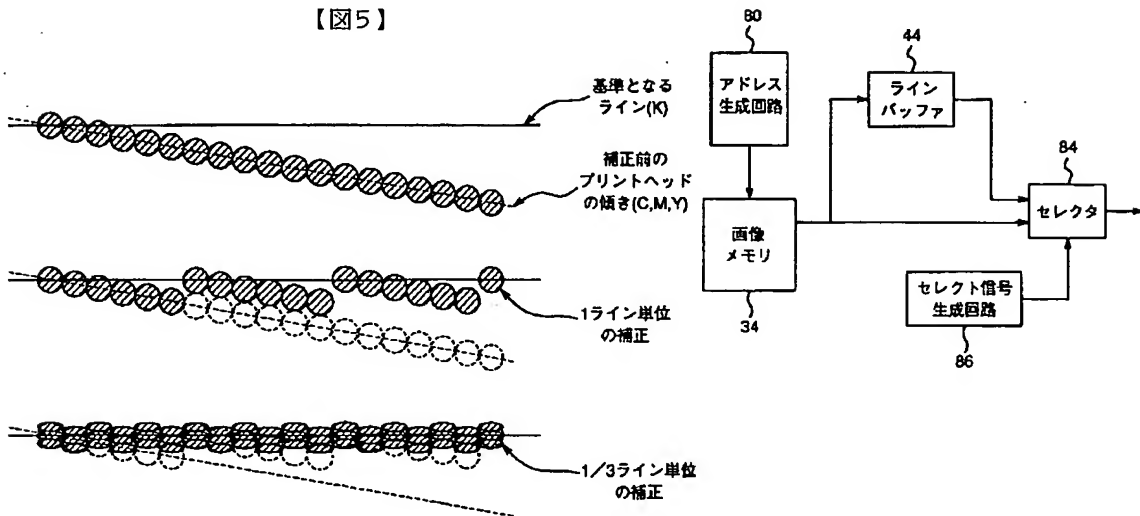 【図5】
基準となる
ライン(K)
補正前の
プリントヘッド
の傾き(C,M,Y)
1ライン単位
の補正
1/3ライン単位
の補正
80
アドレス
生成回路
44
ライン
バッファ
84
セレクタ
画像
メモリ
34
セレクト信号
生成回路
86